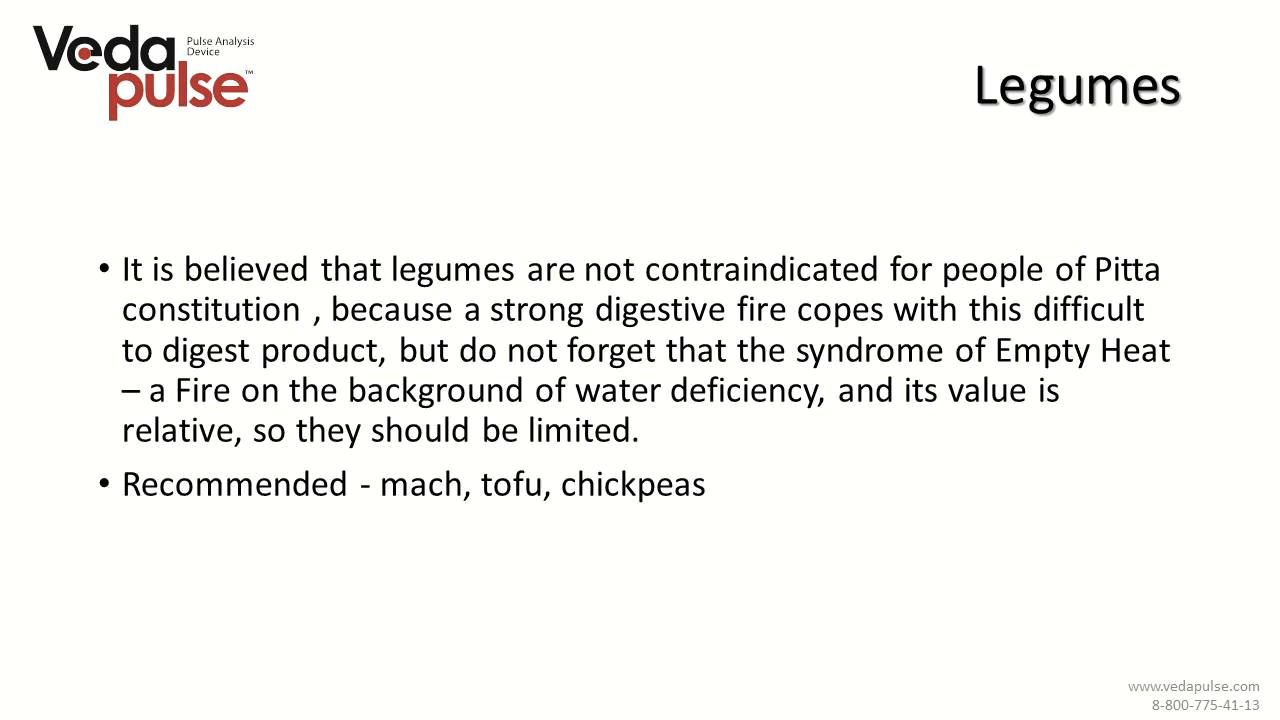 Veda
pulse™
Pulse Analysis
Device
Legumes
• It is believed that legumes are not contraindicated for people of Pitta
constitution , because a strong digestive fire copes with this difficult
to digest product, but do not forget that the syndrome of Empty Heat
– a Fire on the background of water deficiency, and its value is
relative, so they should be limited.
• Recommended - mach, tofu, chickpeas
www.vedapulse.com
8-800-775-41-13